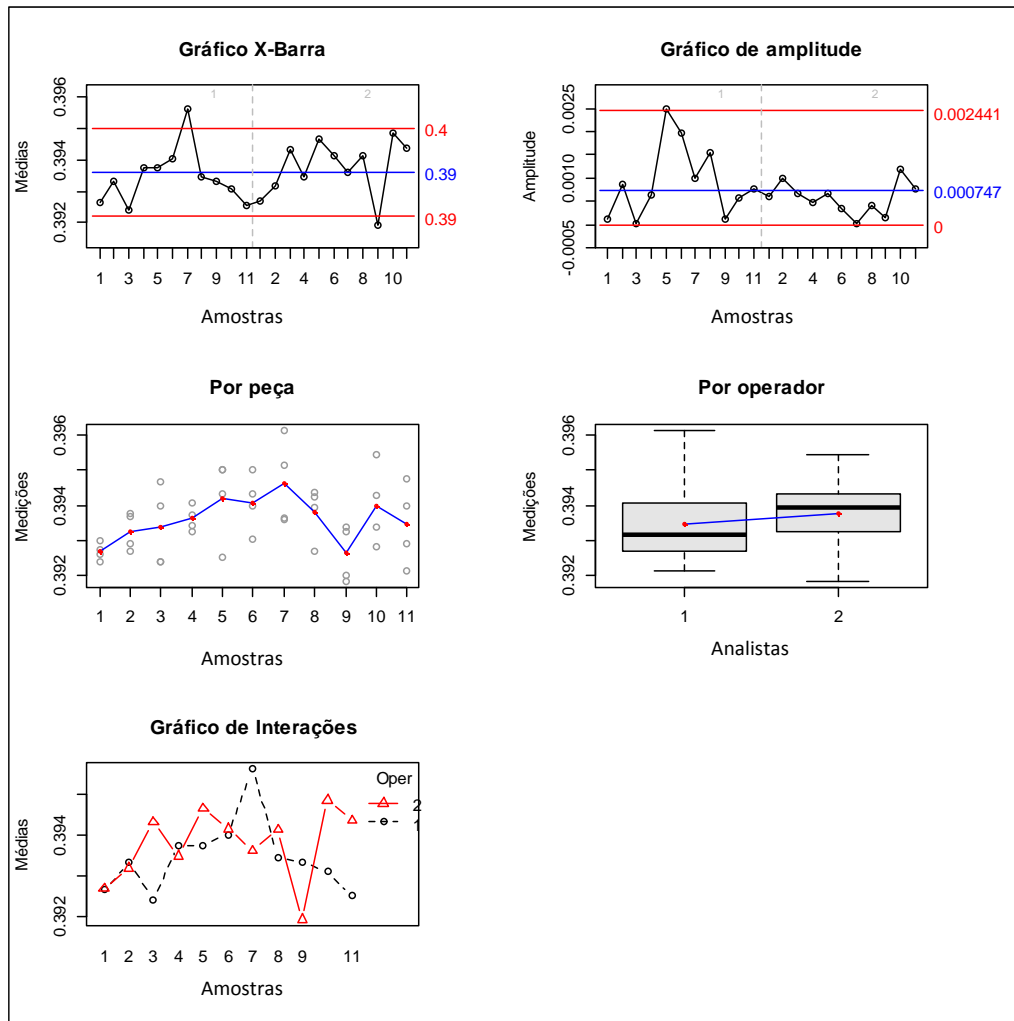 Gráfico X-Barra
Médias
0.392 0.394 0.396
1 2
0.4
0.39
0.39
1 3 5 7 9 11 2 4 6 8 10
Amostras
Gráfico de amplitude
Amplitude
-0.0005 0.0010 0.0025
1 2
0.002441
0.000747
0
1 3 5 7 9 11 2 4 6 8 10
Amostras
Por peça
Medições
0.392 0.394 0.396
1 2 3 4 5 6 7 8 9 10 11
Amostras
Por operador
Medições
0.392 0.394 0.396
1 2
Analistas
Gráfico de Interações
Médias
0.392 0.394
Oper
2
1
1 2 3 4 5 6 7 8 9 11
Amostras